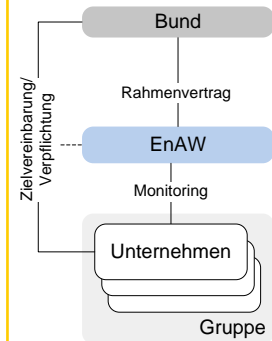 Bund
Zielvereinbarung/
Verpflichtung
Rahmenvertrag
EnAW
Monitoring
Unternehmen
Gruppe